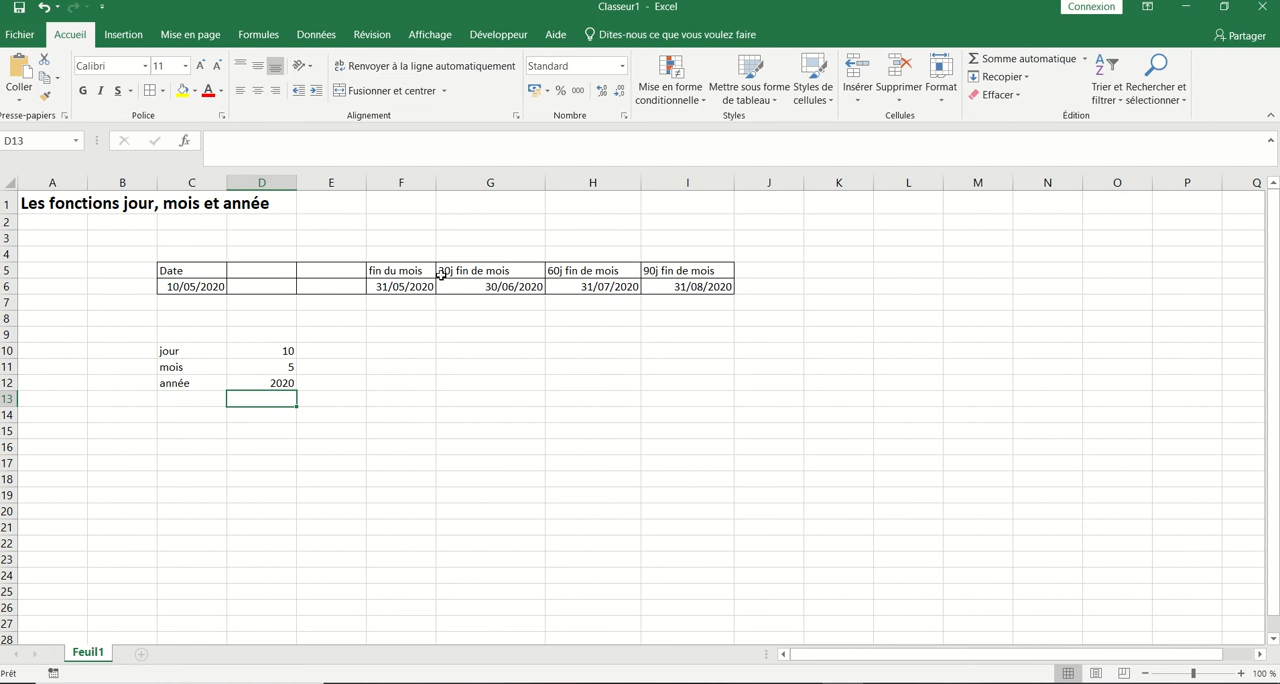 Classeur1 - Excel
Connexion
Fichier Accueil Insertion Mise en page Formules Données Révision Affichage Développeur Aide Dites-nous ce que vous voulez faire Partager
Coller
Calibri 11
Renvoyer à la ligne automatiquement
Standard
G I S
Fusionner et centrer
% 000
Mise en forme conditionnelle
Mettre sous forme de tableau
Styles de cellules
Insérer Supprimer Format
Somme automatique
Recopier
Effacer
Trier et filtrer
Rechercher et sélectionner
Presse-papiers Police Alignement Nombre Styles Cellules Édition
D13 fx
A B C D E F G H I J K L M N O P Q
1 Les fonctions jour, mois et année
2
3
4
5 Date fin du mois 30j fin de mois 60j fin de mois 90j fin de mois
6 10/05/2020 31/05/2020 30/06/2020 31/07/2020 31/08/2020
7
8
9
10 jour 10
11 mois 5
12 année 2020
13
14
15
16
17
18
19
20
21
22
23
24
25
26
27
28
Feuil1
Prêt 100 %